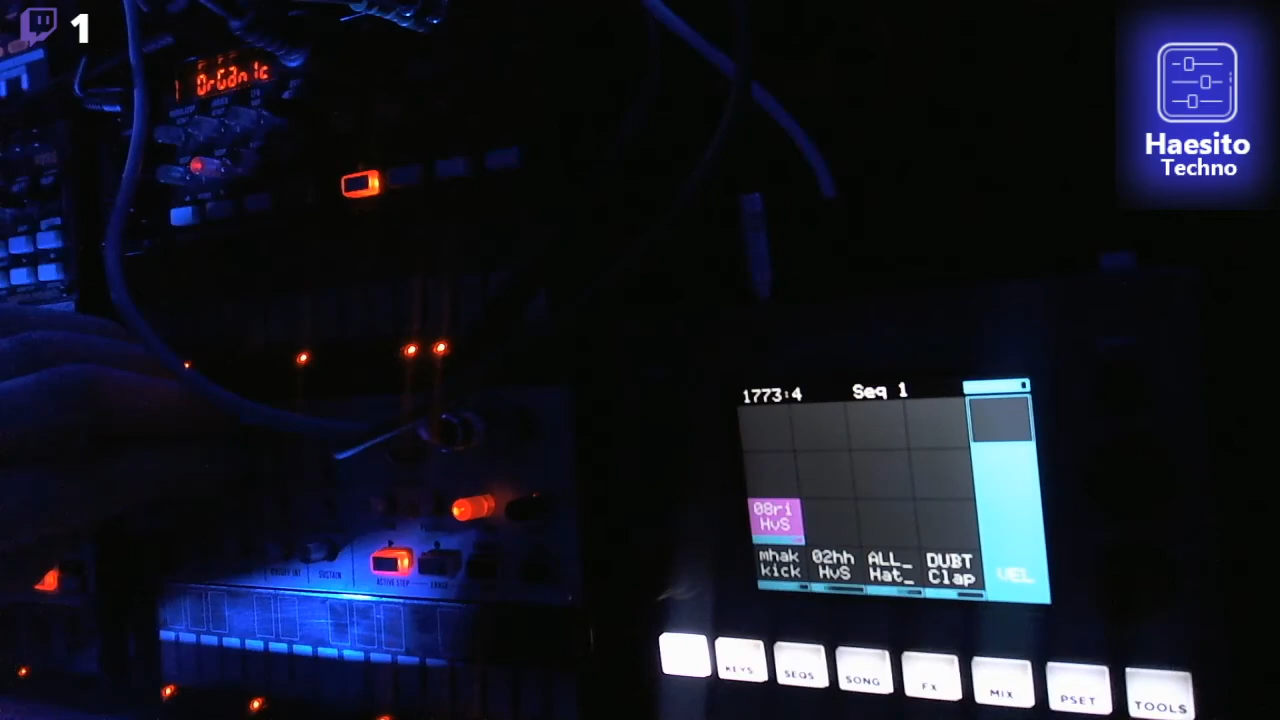 1
OrGan1c
Haesito
Techno
1773:4
Seq 1
08ri
HvS
mhak
kick
02hh
HvS
ALL_
Hat_
DUBT
Clap
VEL
SUSTAIN
ACTIVE STEP
KEYS
SEQS
SONG
FX
MIX
PSET
TOOLS